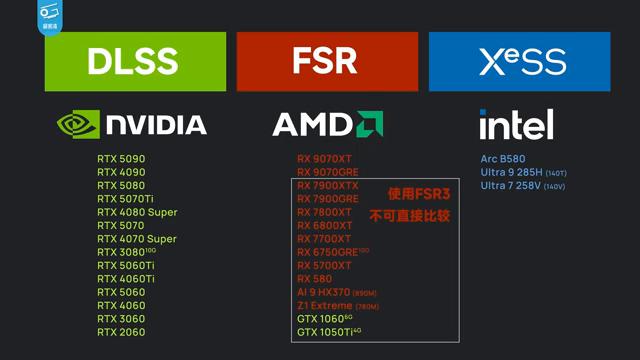 DLSS
FSR
XeSS
NVIDIA
AMD
intel
RTX 5090
RTX 4090
RTX 5080
RTX 5070Ti
RTX 4080 Super
RTX 5070
RTX 4070 Super
RTX 3080 10G
RTX 5060Ti
RTX 4060Ti
RTX 5060
RTX 4060
RTX 3060
RTX 2060
RX 9070XT
RX 9070GRE
RX 7900XTX
RX 7900GRE
RX 7800XT
RX 6800XT
RX 7700XT
RX 6750GRE 10G
RX 5700XT
RX 580
AI 9 HX370 (890M)
Z1 Extreme (780M)
GTX 1060 6G
GTX 1050Ti 4G
使用FSR3
不可直接比较
Arc B580
Ultra 9 285H (140T)
Ultra 7 258V (140V)